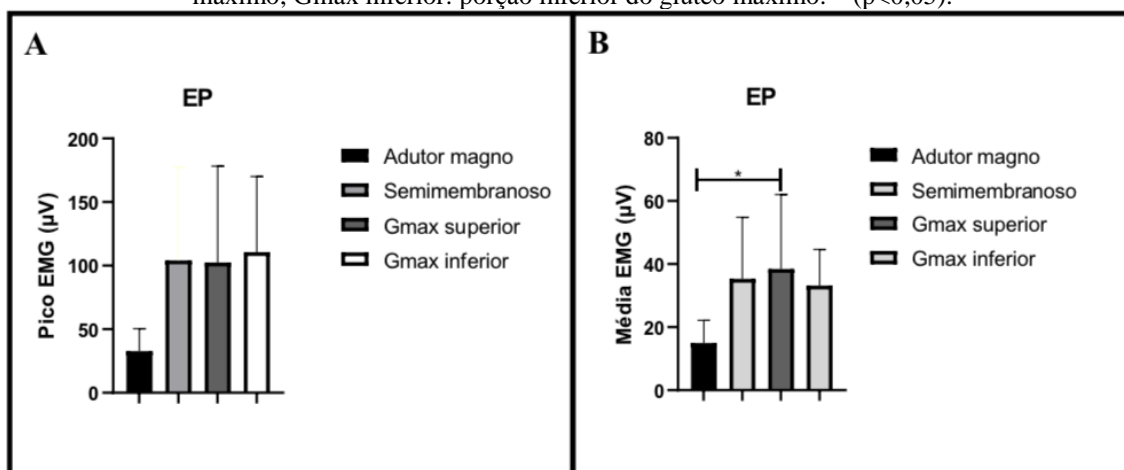 máximo; Gmax inferior: porção inferior do glúteo máximo. * (p<0,05).
A
EP
200
150
100
50
0
Pico EMG (µV)
Adutor magno
Semimembranoso
Gmax superior
Gmax inferior
B
EP
80
60
40
20
0
Média EMG (µV)
*
Adutor magno
Semimembranoso
Gmax superior
Gmax inferior